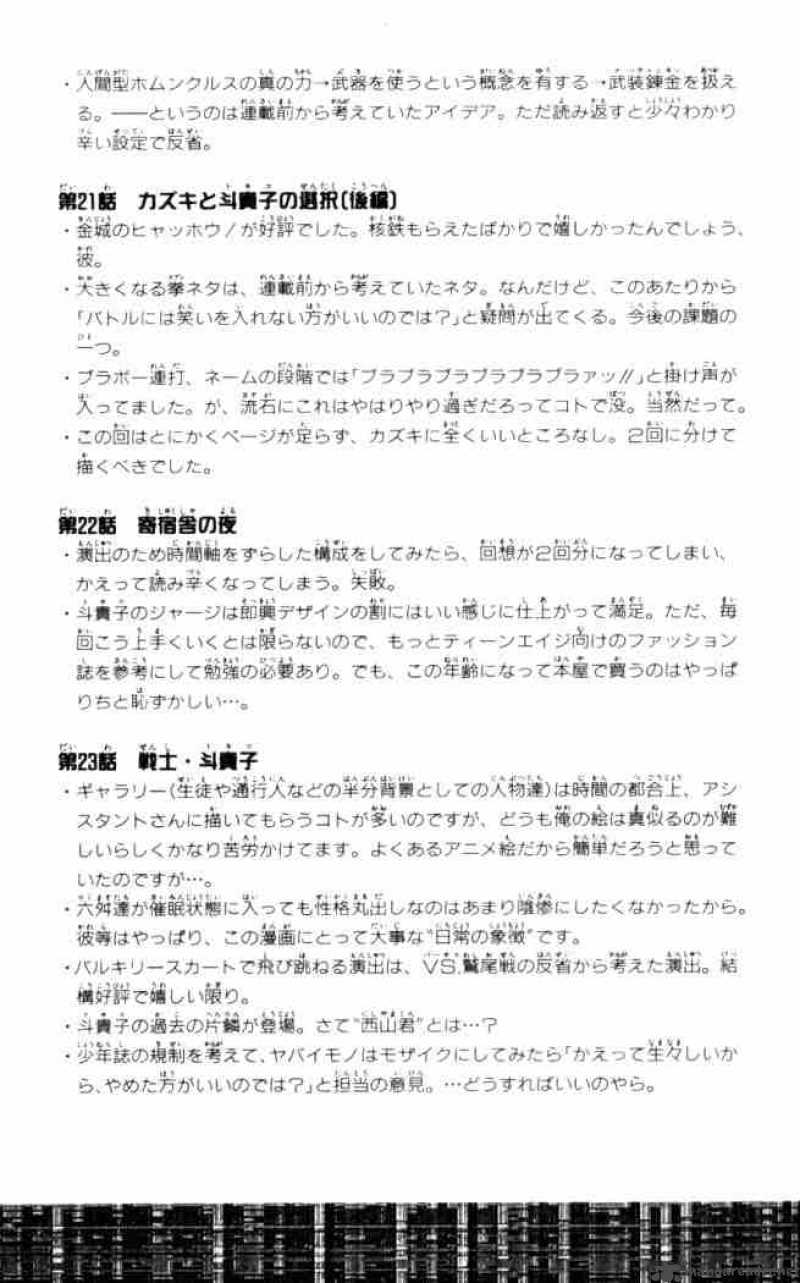 ・人間型ホムンクルスの真の力→武器を使うという概念を有する→武装錬金を扱え
る。――というのは連載前から考えていたアイデア。ただ読み返すと少々わかり
辛い設定で反省。
第21話　カズキと斗貴子の選択(後編)
・金城のヒャッホウ！が好評でした。核鉄もらえたばかりで嬉しかったんでしょう、
彼。
・大きくなる拳ネタは、連載前から考えていたネタ。なんだけど、このあたりから
「バトルには笑いを入れない方がいいのでは？」と疑問が出てくる。今後の課題の
一つ。
・ブラボー連打、ネームの段階では「ブラブラブラブラブラブラァッ!!」と掛け声が
入ってました。が、流石にこれはやはりやり過ぎだろってコトで没。当然だって。
・この回はとにかくページが足らず、カズキに全くいいところなし。2回に分けて
描くべきでした。
第22話　寄宿舎の夜
・演出のため時間軸をずらした構成をしてみたら、回想が2回分になってしまい、
かえって読み辛くなってしまう。失敗。
・斗貴子のジャージは即興デザインの割にはいい感じに仕上がって満足。ただ、毎
回こう上手くいくとは限らないので、もっとティーンエイジ向けのファッション
誌を参考にして勉強の必要あり。でも、この年齢になって本屋で買うのはやっぱ
りちと恥ずかしい…。
第23話　戦士・斗貴子
・ギャラリー(生徒や通行人などの半分背景としての人物達)は時間の都合上、アシ
スタントさんに描いてもらうコトが多いのですが、どうも俺の絵は真似るのが難
しいらしくかなり苦労かけてます。よくあるアニメ絵だから簡単だろうと思って
いたのですが…。
・六舛達が催眠状態に入っても性格丸出しなのはあまり陰惨にしたくなかったから。
彼等はやっぱり、この漫画にとって大事な"日常の象徴"です。
・バルキリースカートで飛び跳ねる演出は、VS.鷲尾戦の反省から考えた演出。結
構好評で嬉しい限り。
・斗貴子の過去の片鱗が登場。さて"西山君"とは…？
・少年誌の規制を考えて、ヤバイモノはモザイクにしてみたら「かえって生々しいか
ら、やめた方がいいのでは？」と担当の意見。…どうすればいいのやら。